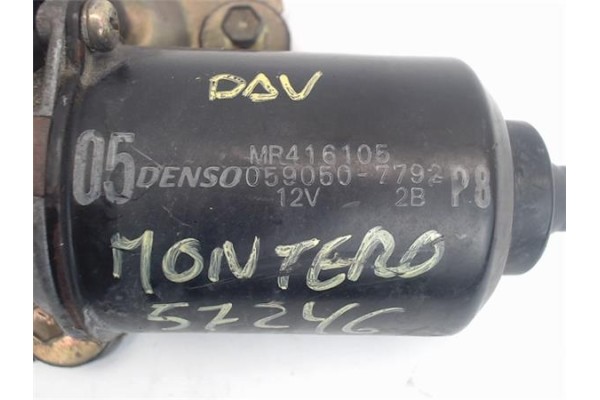 DAV
MR416105
05 DENSO 059050-7792 P8
12V 2B
MONTERO
57246